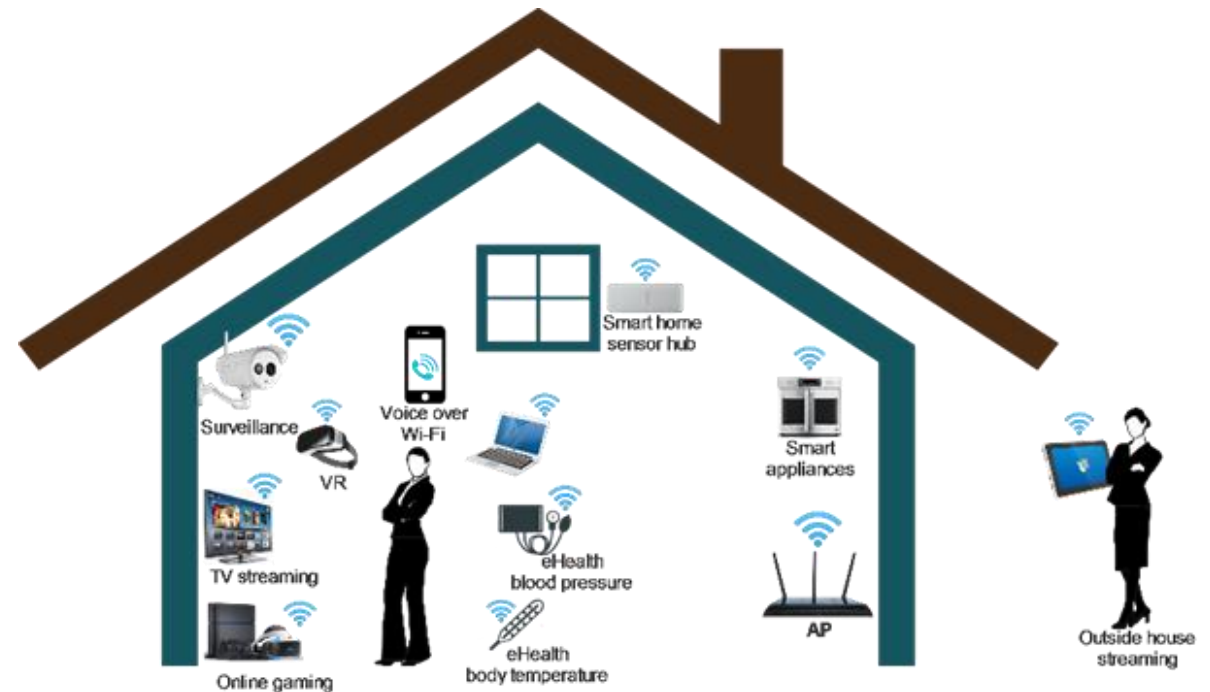 Smart home
sensor hub
Surveillance
Voice over
Wi-Fi
VR
Smart
appliances
TV streaming
eHealth
blood pressure
AP
Online gaming
eHealth
body temperature
Outside house
streaming